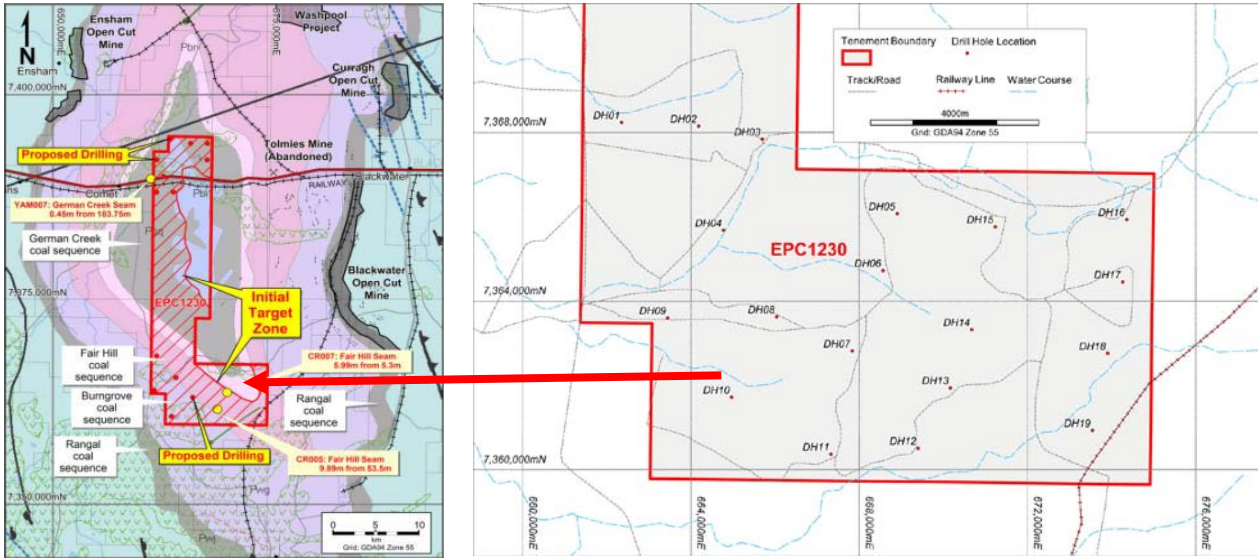 650,000mE
675,000mE
Ensham
Open Cut
Mine
Washpool
Project
N
Ensham
Pbn
Curragh
Open Cut
Mine
7,400,000mN
Proposed Drilling
Tolmies Mine
(Abandoned)
Comet
RAILWAY
Blackwater
YAM007: German Creek Seam
0.45m from 183.75m
German Creek
coal sequence
Blackwater
Open Cut
Mine
7,375,000mN
EPC1230
Initial
Target
Zone
Fair Hill
coal
sequence
CR007: Fair Hill Seam
5.99m from 5.3m
Burngrove
coal
sequence
Rangal
coal
sequence
Rangal
coal
sequence
Proposed Drilling
CR005: Fair Hill Seam
9.89m from 53.5m
7,350,000mN
Pwg
Pwj
0 5 10
km
Grid: GDA94 Zone 55
Tenement Boundary Drill Hole Location
Track/Road Railway Line Water Course
4000m
Grid: GDA94 Zone 55
7,368,000mN
DH01
DH02
DH03
DH04
DH05
DH15
DH16
EPC1230
DH06
DH17
7,364,000mN
DH09
DH08
DH14
DH07
DH18
DH10
DH13
DH19
DH11
DH12
7,360,000mN
660,000mE
664,000mE
668,000mE
672,000mE
676,000mE